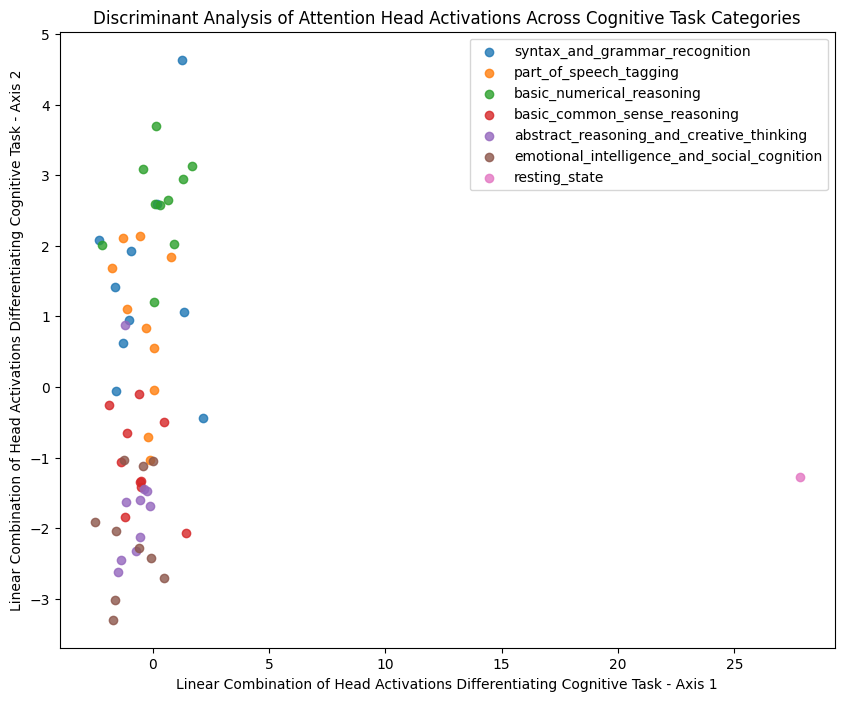 Discriminant Analysis of Attention Head Activations Across Cognitive Task Categories
syntax_and_grammar_recognition
part_of_speech_tagging
basic_numerical_reasoning
basic_common_sense_reasoning
abstract_reasoning_and_creative_thinking
emotional_intelligence_and_social_cognition
resting_state
Linear Combination of Head Activations Differentiating Cognitive Task - Axis 2
5
4
3
2
1
0
−1
−2
−3
0 5 10 15 20 25
Linear Combination of Head Activations Differentiating Cognitive Task - Axis 1